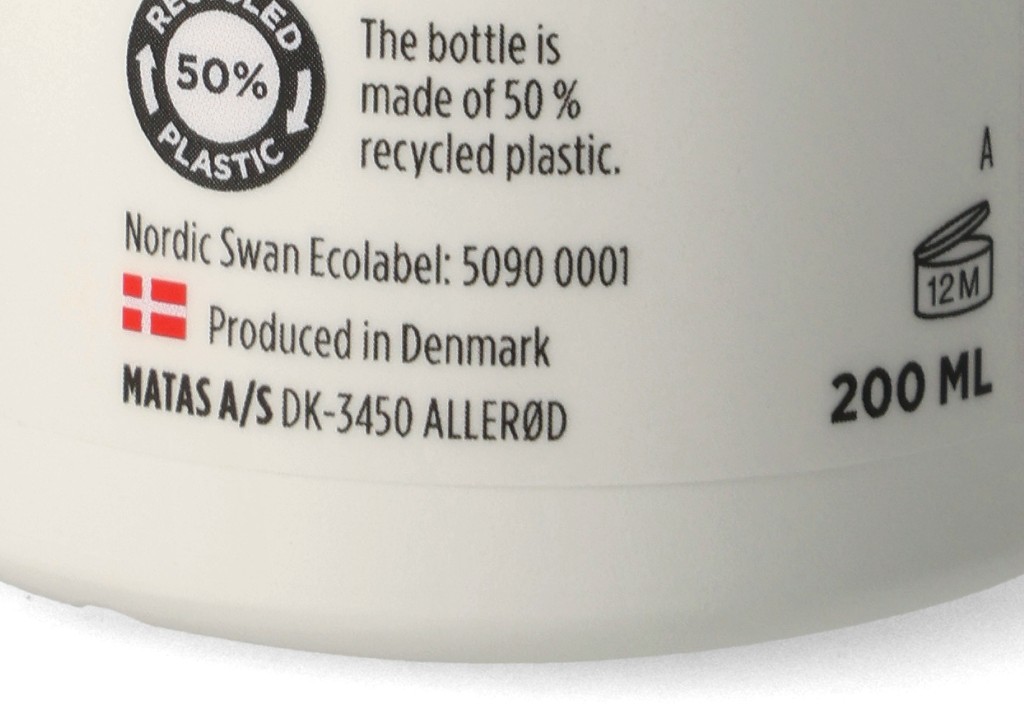 RECYCLED
50%
PLASTIC
The bottle is
made of 50 %
recycled plastic.
Nordic Swan Ecolabel: 5090 0001
Produced in Denmark
MATAS A/S DK-3450 ALLERØD
A
12M
200 ML